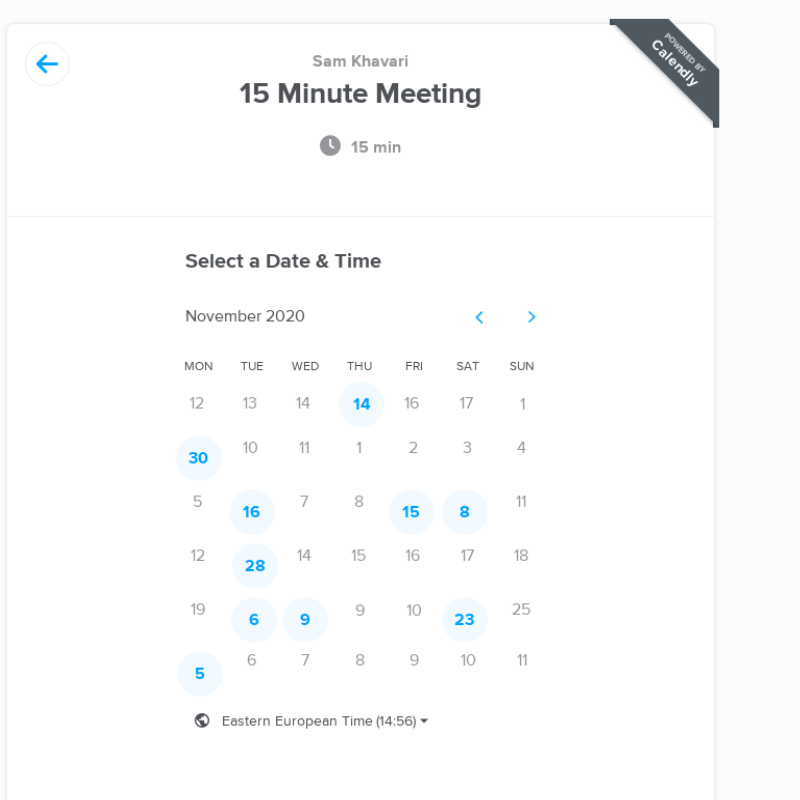 POWERED BY
Calendly
Sam Khavari
15 Minute Meeting
15 min
Select a Date & Time
November 2020
MON TUE WED THU FRI SAT SUN
12 13 14 14 16 17 1
30 10 11 1 2 3 4
5 16 7 8 15 8 11
12 28 14 15 16 17 18
19 6 9 9 10 23 25
5 6 7 8 9 10 11
Eastern European Time (14:56)